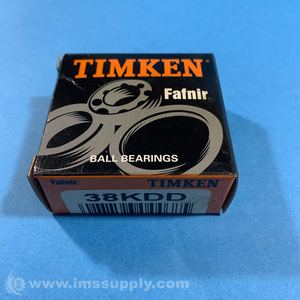 TIMKEN
Fafnir
BALL BEARINGS
Fafnir. TIMKEN
38KDD
© www.imssupply.com